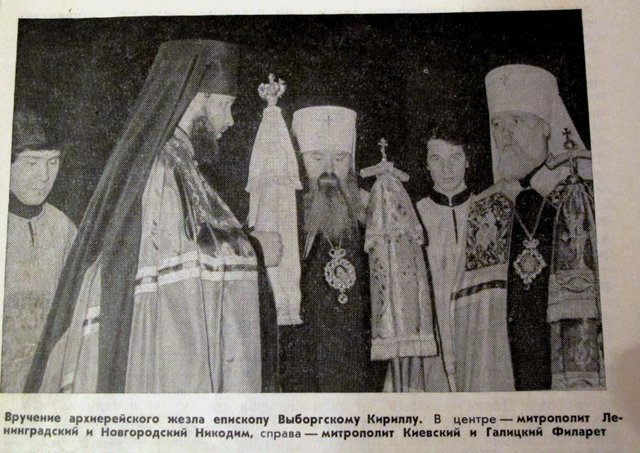 Вручение архиерейского жезла епископу Выборгскому Кириллу. В центре — митрополит Ле-
нинградский и Новгородский Никодим, справа — митрополит Киевский и Галицкий Филарет